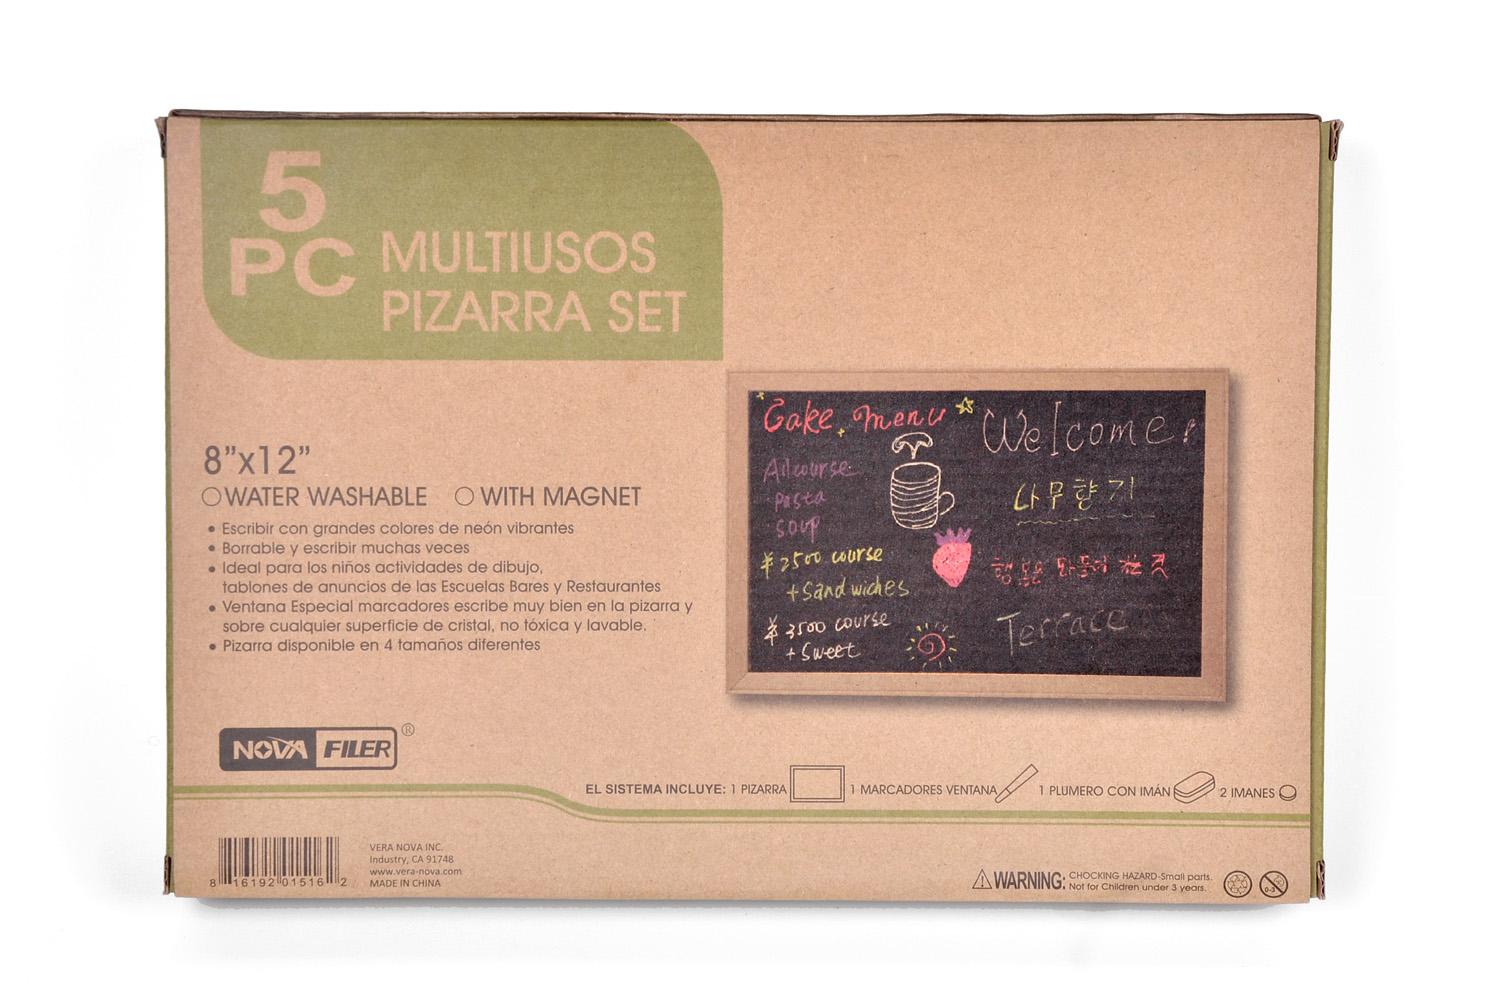 5
PC
MULTIUSOS
PIZARRA SET
8”x12”
WATER WASHABLE WITH MAGNET
• Escribir con grandes colores de neón vibrantes
• Borrable y escribir muchas veces
• Ideal para los niños actividades de dibujo,
tablones de anuncios de las Escuelas Bares y Restaurantes
• Ventana Especial marcadores escribe muy bien en la pizarra y
sobre cualquier superficie de cristal, no tóxica y lavable.
• Pizarra disponible en 4 tamaños diferentes
Cake menu
Ailcourse
pasta
soup
¥2500 course
+Sandwiches
¥3500 course
+Sweet
Welcome!
나무향기
Terrace
NOVA FILER®
EL SISTEMA INCLUYE: 1 PIZARRA 1 MARCADORES VENTANA 1 PLUMERO CON IMÁN 2 IMANES
8 16192 01516 2
VERA NOVA INC.
Industry, CA 91748
www.vera-nova.com
MADE IN CHINA
WARNING: CHOCKING HAZARD-Small parts.
Not for Children under 3 years.
0-3